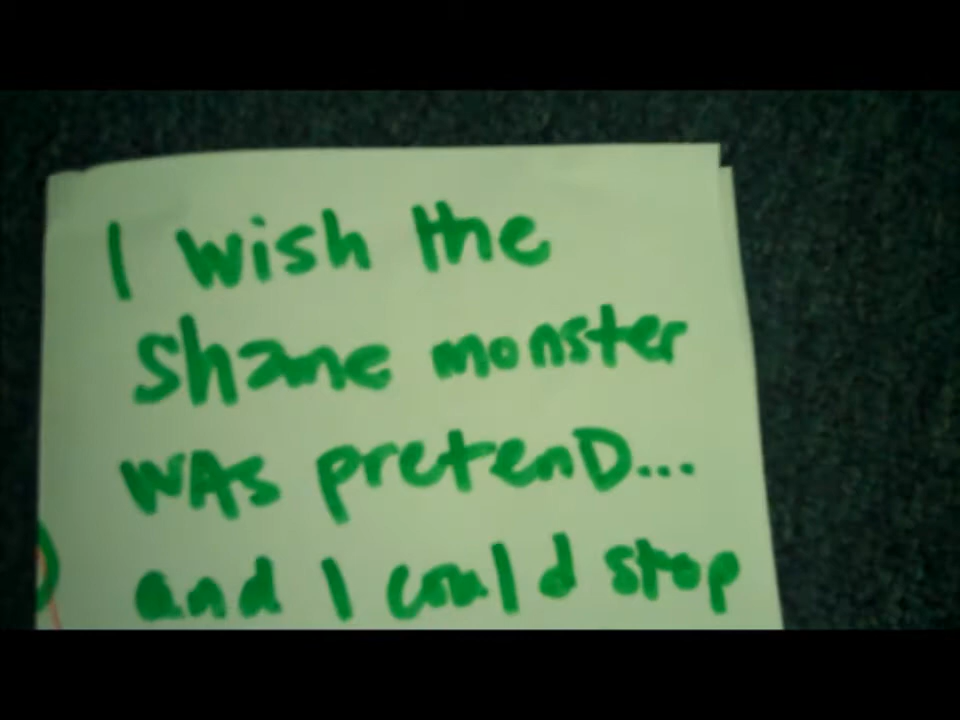 I wish the
Shame monster
WAs pretenD...
and I could stop